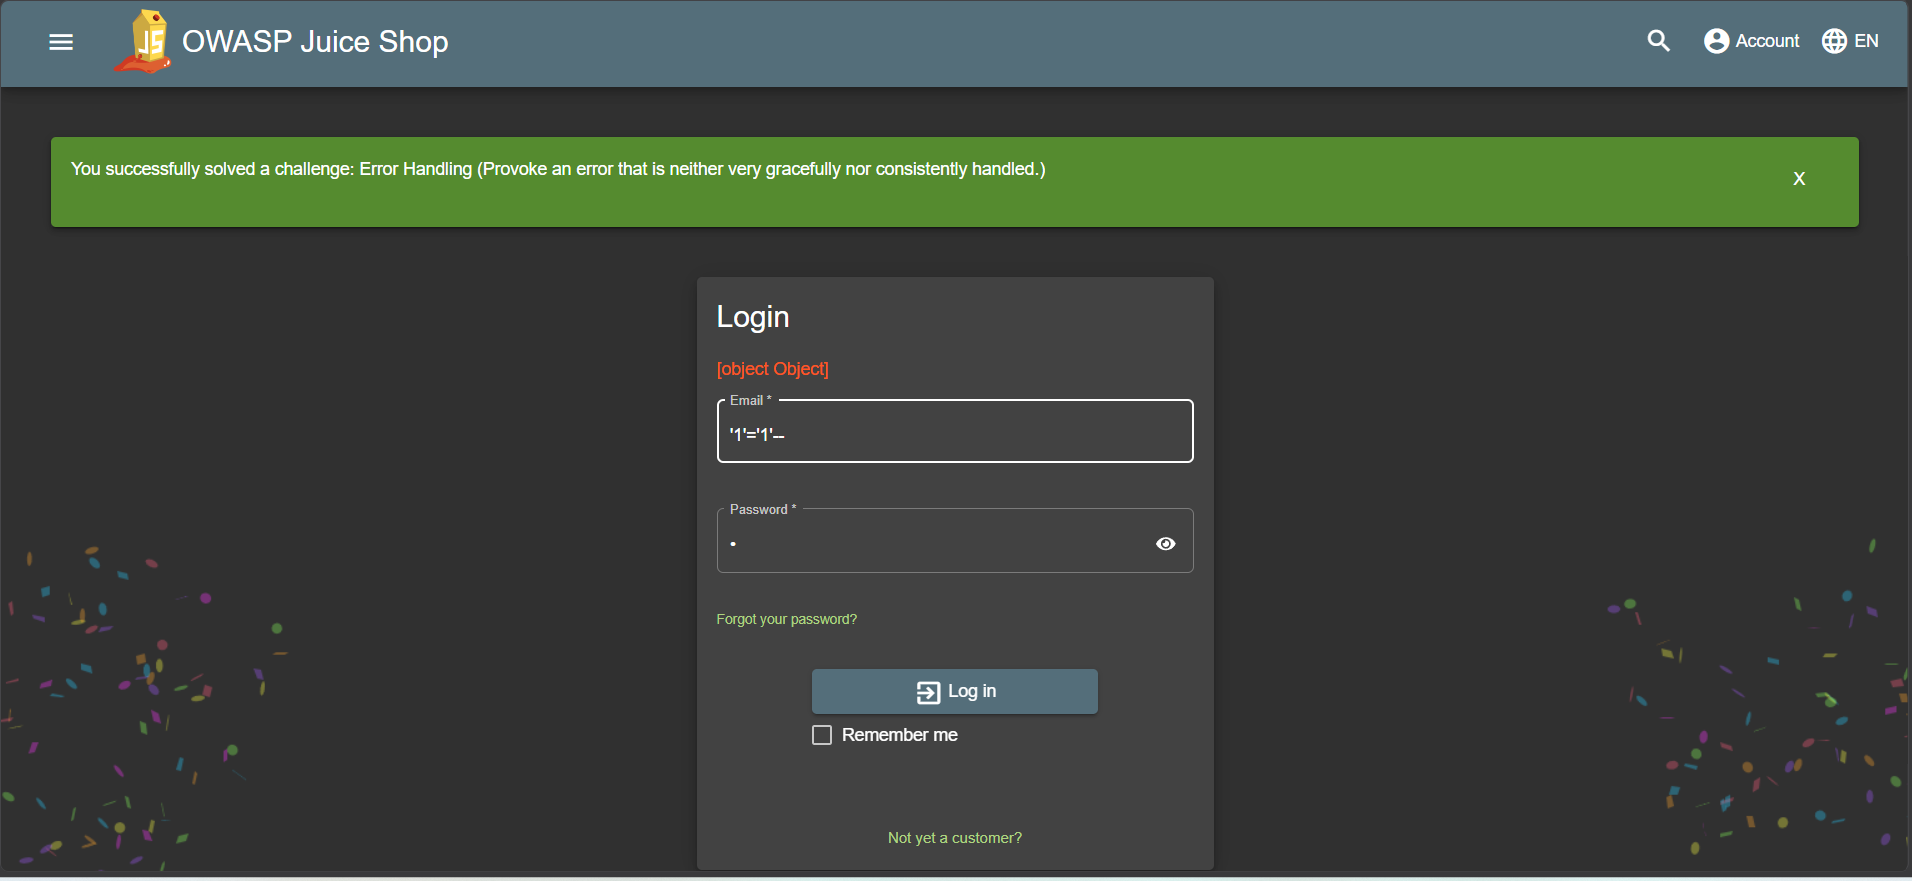 JS
OWASP Juice Shop
Account
EN
You successfully solved a challenge: Error Handling (Provoke an error that is neither very gracefully nor consistently handled.)
X
Login
[object Object]
Email *
'1'='1'--
Password *
•
Forgot your password?
Log in
Remember me
Not yet a customer?